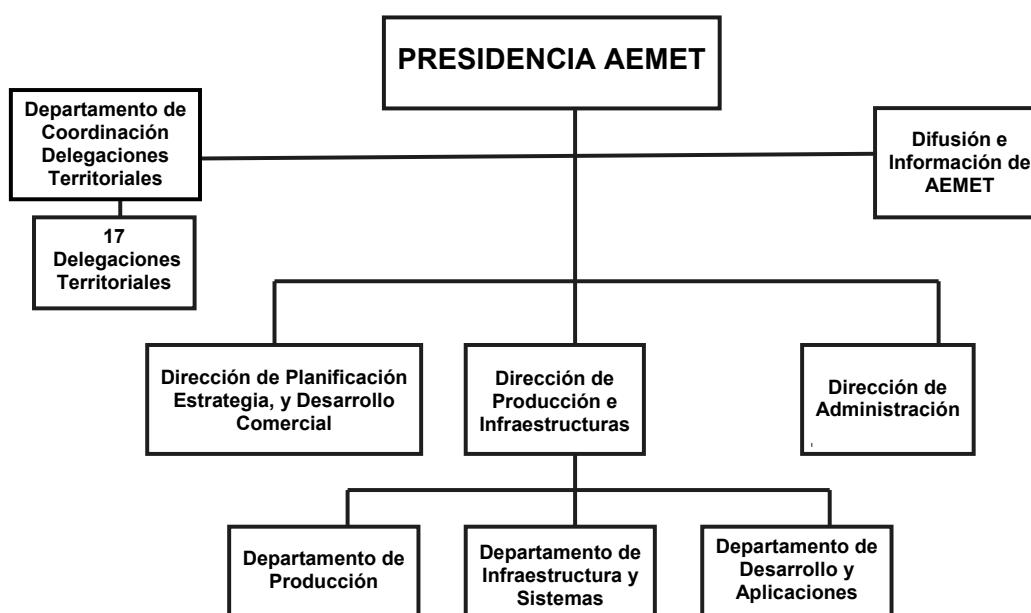 PRESIDENCIA AEMET
Departamento de
Coordinación
Delegaciones
Territoriales
Difusión e
Información de
AEMET
17
Delegaciones
Territoriales
Dirección de Planificación
Estrategia, y Desarrollo
Comercial
Dirección de
Producción e
Infraestructuras
Dirección de
Administración
Departamento de
Producción
Departamento de
Infraestructura y
Sistemas
Departamento de
Desarrollo y
Aplicaciones